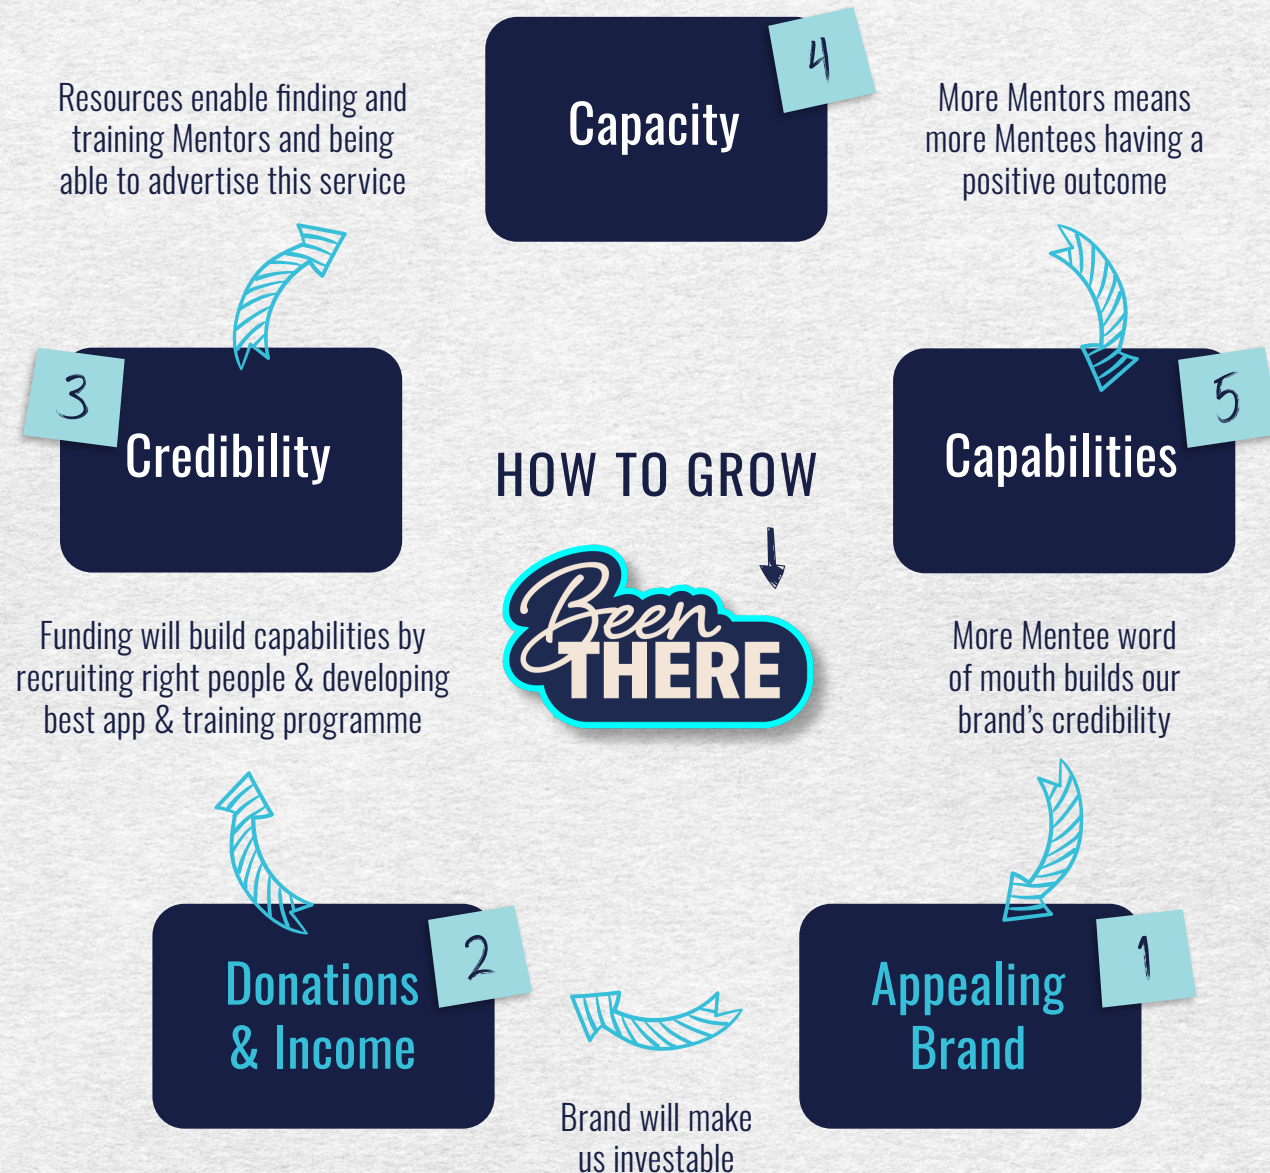 4
Capacity
Resources enable finding and
training Mentors and being
able to advertise this service
More Mentors means
more Mentees having a
positive outcome
3
Credibility
HOW TO GROW
Been
THERE
5
Capabilities
Funding will build capabilities by
recruiting right people & developing
best app & training programme
More Mentee word
of mouth builds our
brand's credibility
2
Donations
& Income
1
Appealing
Brand
Brand will make
us investable